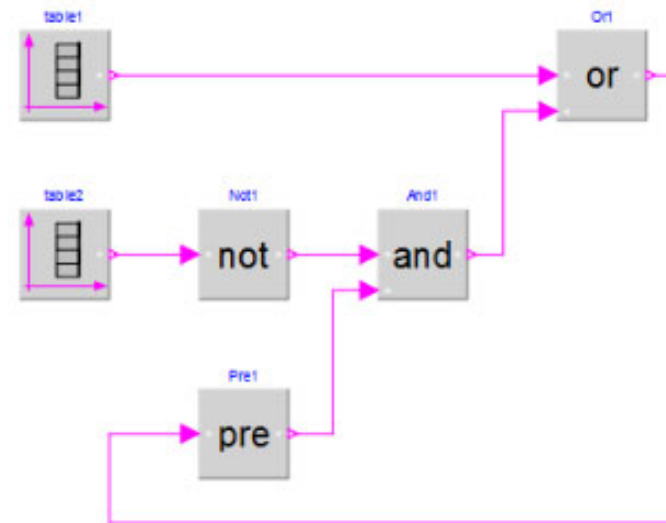 table1
Or1
or
table2
Not1
And1
not
and
Pre1
pre